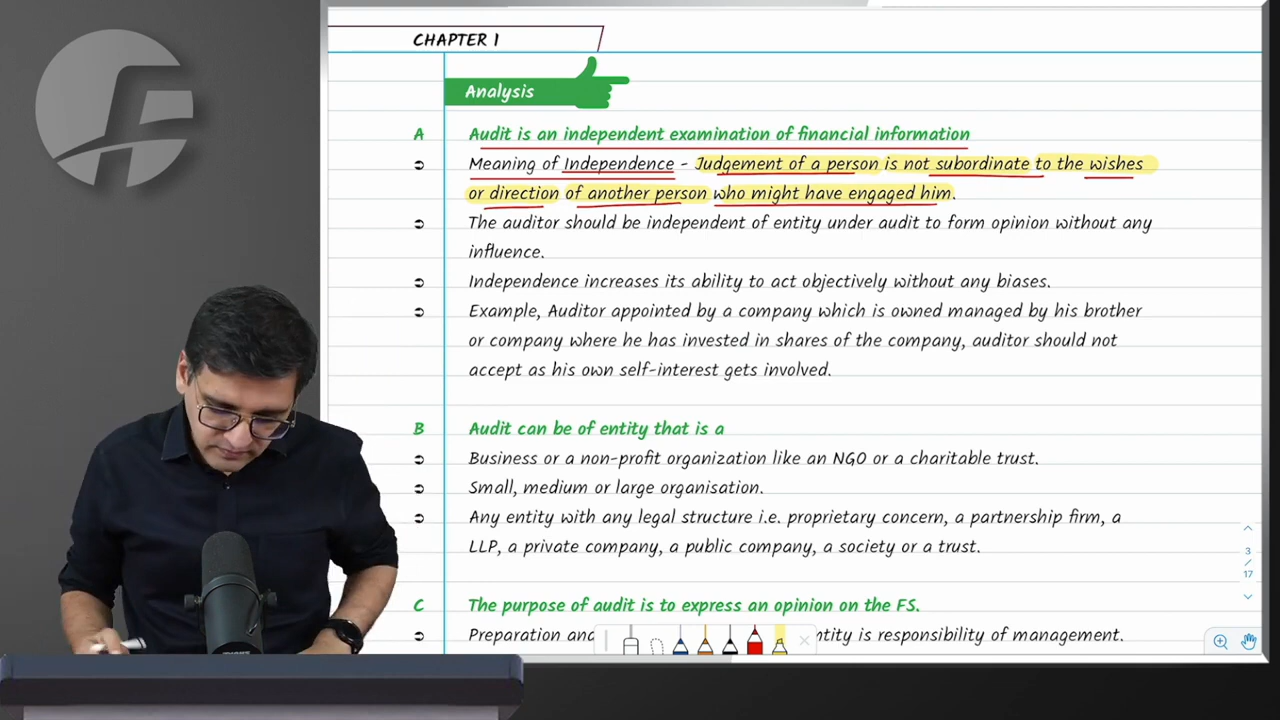 CHAPTER 1
Analysis
A Audit is an independent examination of financial information
Meaning of Independence - Judgement of a person is not subordinate to the wishes
or direction of another person who might have engaged him.
The auditor should be independent of entity under audit to form opinion without any
influence.
Independence increases its ability to act objectively without any biases.
Example, Auditor appointed by a company which is owned managed by his brother
or company where he has invested in shares of the company, auditor should not
accept as his own self-interest gets involved.
B Audit can be of entity that is a
Business or a non-profit organization like an NGO or a charitable trust.
Small, medium or large organisation.
Any entity with any legal structure i.e. proprietary concern, a partnership firm, a
LLP, a private company, a public company, a society or a trust.
C The purpose of audit is to express an opinion on the FS.
Preparation and ntity is responsibility of management.
3
/
17